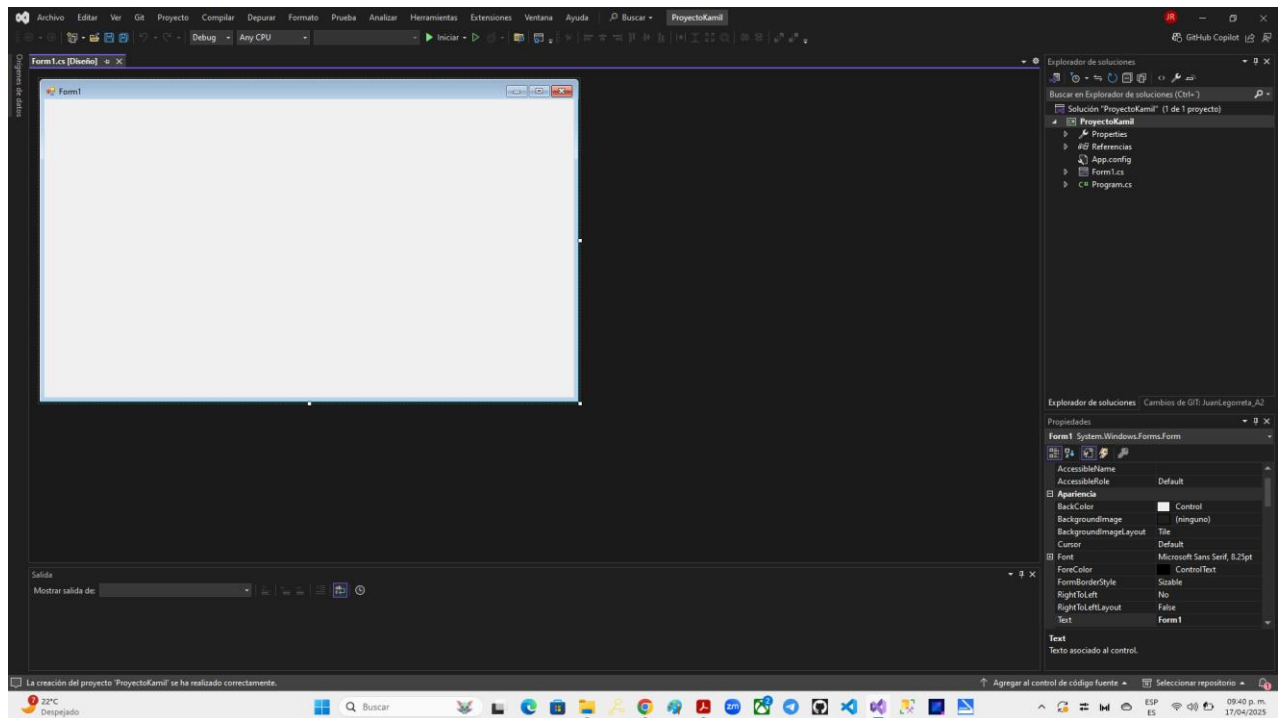 Archivo Editar Ver Git Proyecto Compilar Depurar Formato Prueba Analizar Herramientas Extensiones Ventana Ayuda Buscar ProyectoKamil JR
Debug Any CPU Iniciar GitHub Copilot
Orígenes de datos
Form1.cs [Diseño]
Form1
Explorador de soluciones
Buscar en Explorador de soluciones (Ctrl+´)
Solución "ProyectoKamil" (1 de 1 proyecto)
ProyectoKamil
Properties
Referencias
App.config
Form1.cs
C# Program.cs
Explorador de soluciones Cambios de GIT: JuanLegorreta_A2
Propiedades
Form1 System.Windows.Forms.Form
AccessibleName
AccessibleRole Default
Apariencia
BackColor Control
BackgroundImage (ninguno)
BackgroundImageLayout Tile
Cursor Default
Font Microsoft Sans Serif, 8.25pt
ForeColor ControlText
FormBorderStyle Sizable
RightToLeft No
RightToLeftLayout False
Text Form1
Text
Texto asociado al control.
Salida
Mostrar salida de:
La creación del proyecto 'ProyectoKamil' se ha realizado correctamente.
Agregar al control de código fuente Seleccionar repositorio
22°C
Despejado
Buscar
zm
ESP
ES
09:40 p. m.
17/04/2025